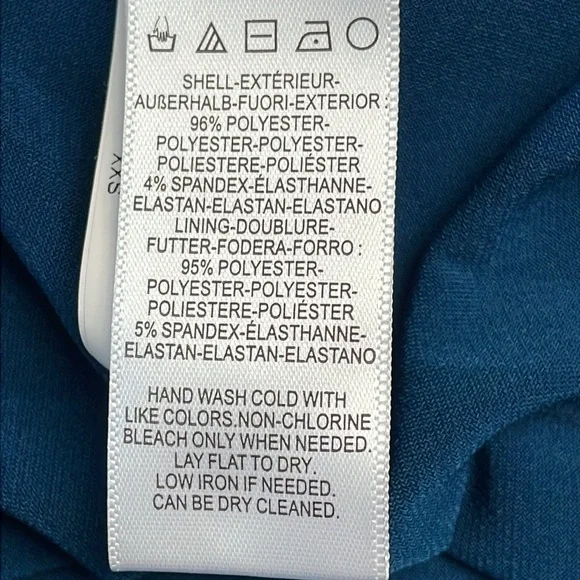 SHELL-EXTÉRIEUR-
AUßERHALB-FUORI-EXTERIOR :
96% POLYESTER-
POLYESTER-POLYESTER-
POLIESTERE-POLIÉSTER
4% SPANDEX-ÉLASTHANNE-
ELASTAN-ELASTAN-ELASTANO
LINING-DOUBLURE-
FUTTER-FODERA-FORRO :
95% POLYESTER-
POLYESTER-POLYESTER-
POLIESTERE-POLIÉSTER
5% SPANDEX-ÉLASTHANNE-
ELASTAN-ELASTAN-ELASTANO
HAND WASH COLD WITH
LIKE COLORS.NON-CHLORINE
BLEACH ONLY WHEN NEEDED.
LAY FLAT TO DRY.
LOW IRON IF NEEDED.
CAN BE DRY CLEANED.